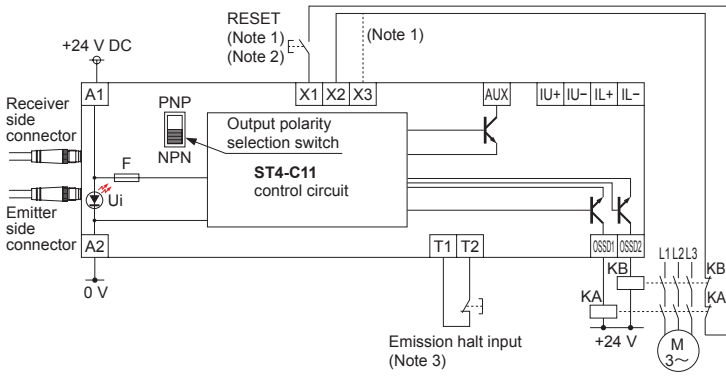 RESET
(Note 1)
(Note 2)
(Note 1)
+24 V DC
A1
X1
X2
X3
AUX
IU+
IU−
IL+
IL−
Receiver
side
connector
PNP
NPN
Output polarity
selection switch
ST4-C11
control circuit
F
Ui
Emitter
side
connector
A2
T1
T2
OSSD1
OSSD2
L1
L2
L3
KB
KB
KA
KA
0 V
+24 V
Emission halt input
(Note 3)
M
3~